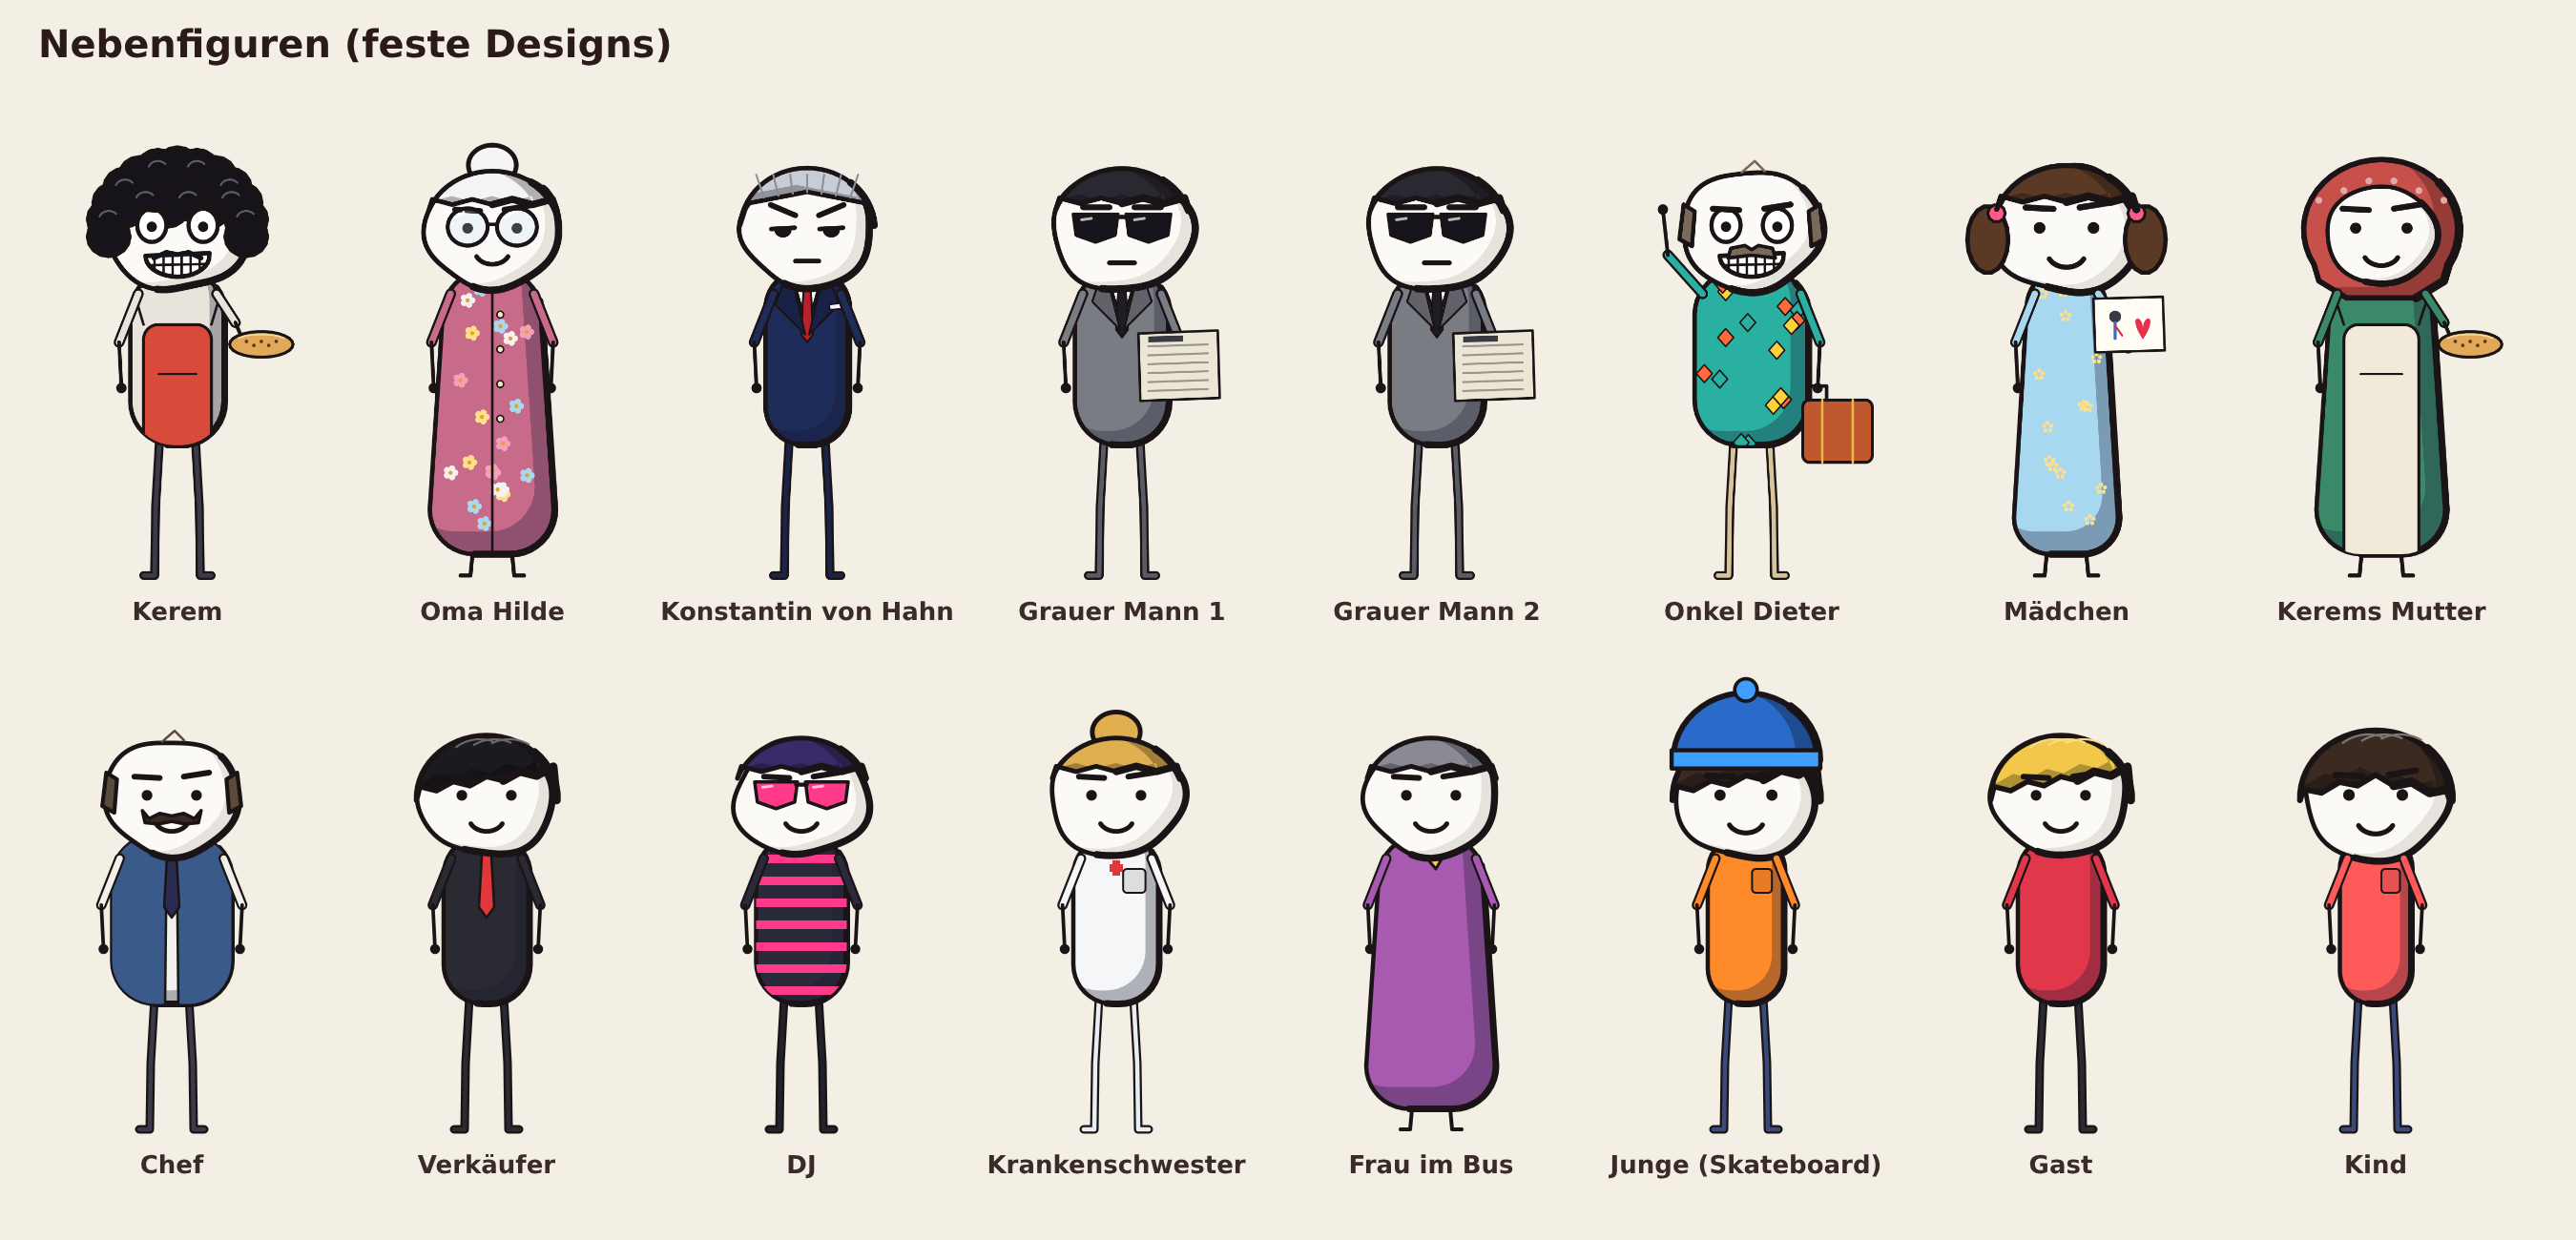 Nebenfiguren (feste Designs)
Kerem
Oma Hilde
Konstantin von Hahn
Grauer Mann 1
Grauer Mann 2
Onkel Dieter
Mädchen
Kerems Mutter
Chef
Verkäufer
DJ
Krankenschwester
Frau im Bus
Junge (Skateboard)
Gast
Kind